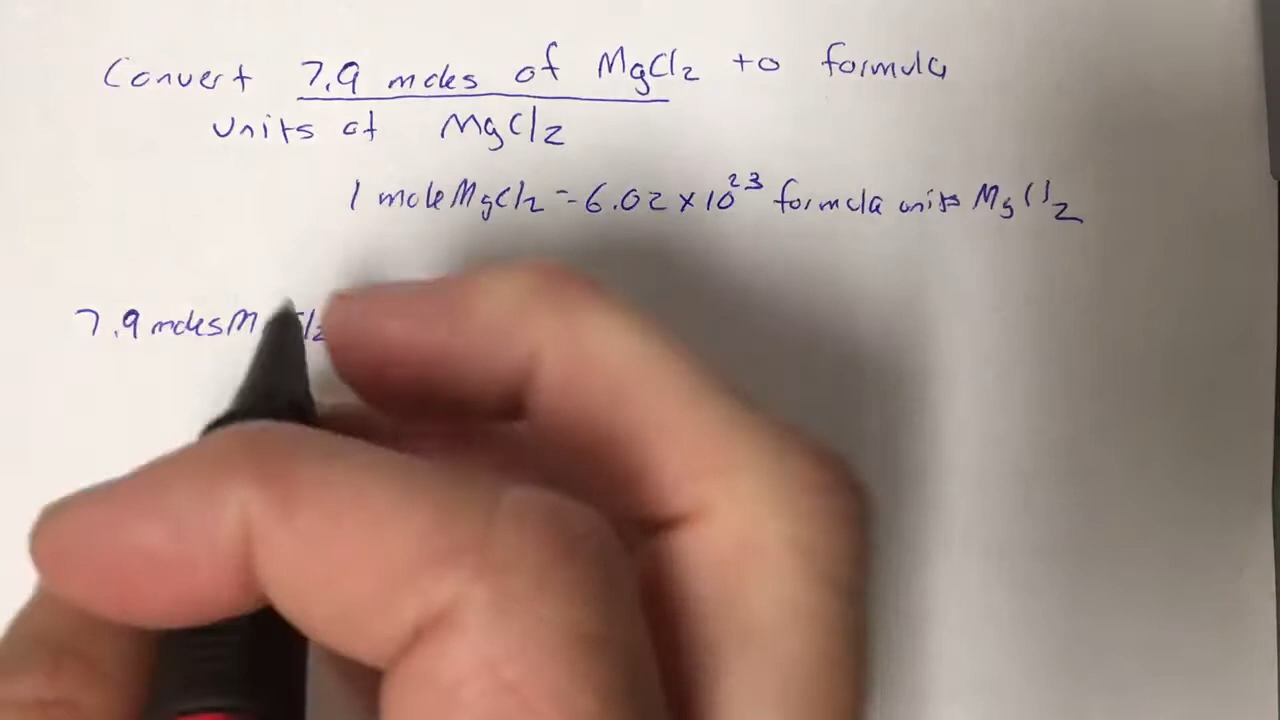 Convert 7.9 moles of MgCl2 to formula
units of MgCl2
1 mole MgCl2 = 6.02 x 10^23 formula units MgCl2
7.9 moles